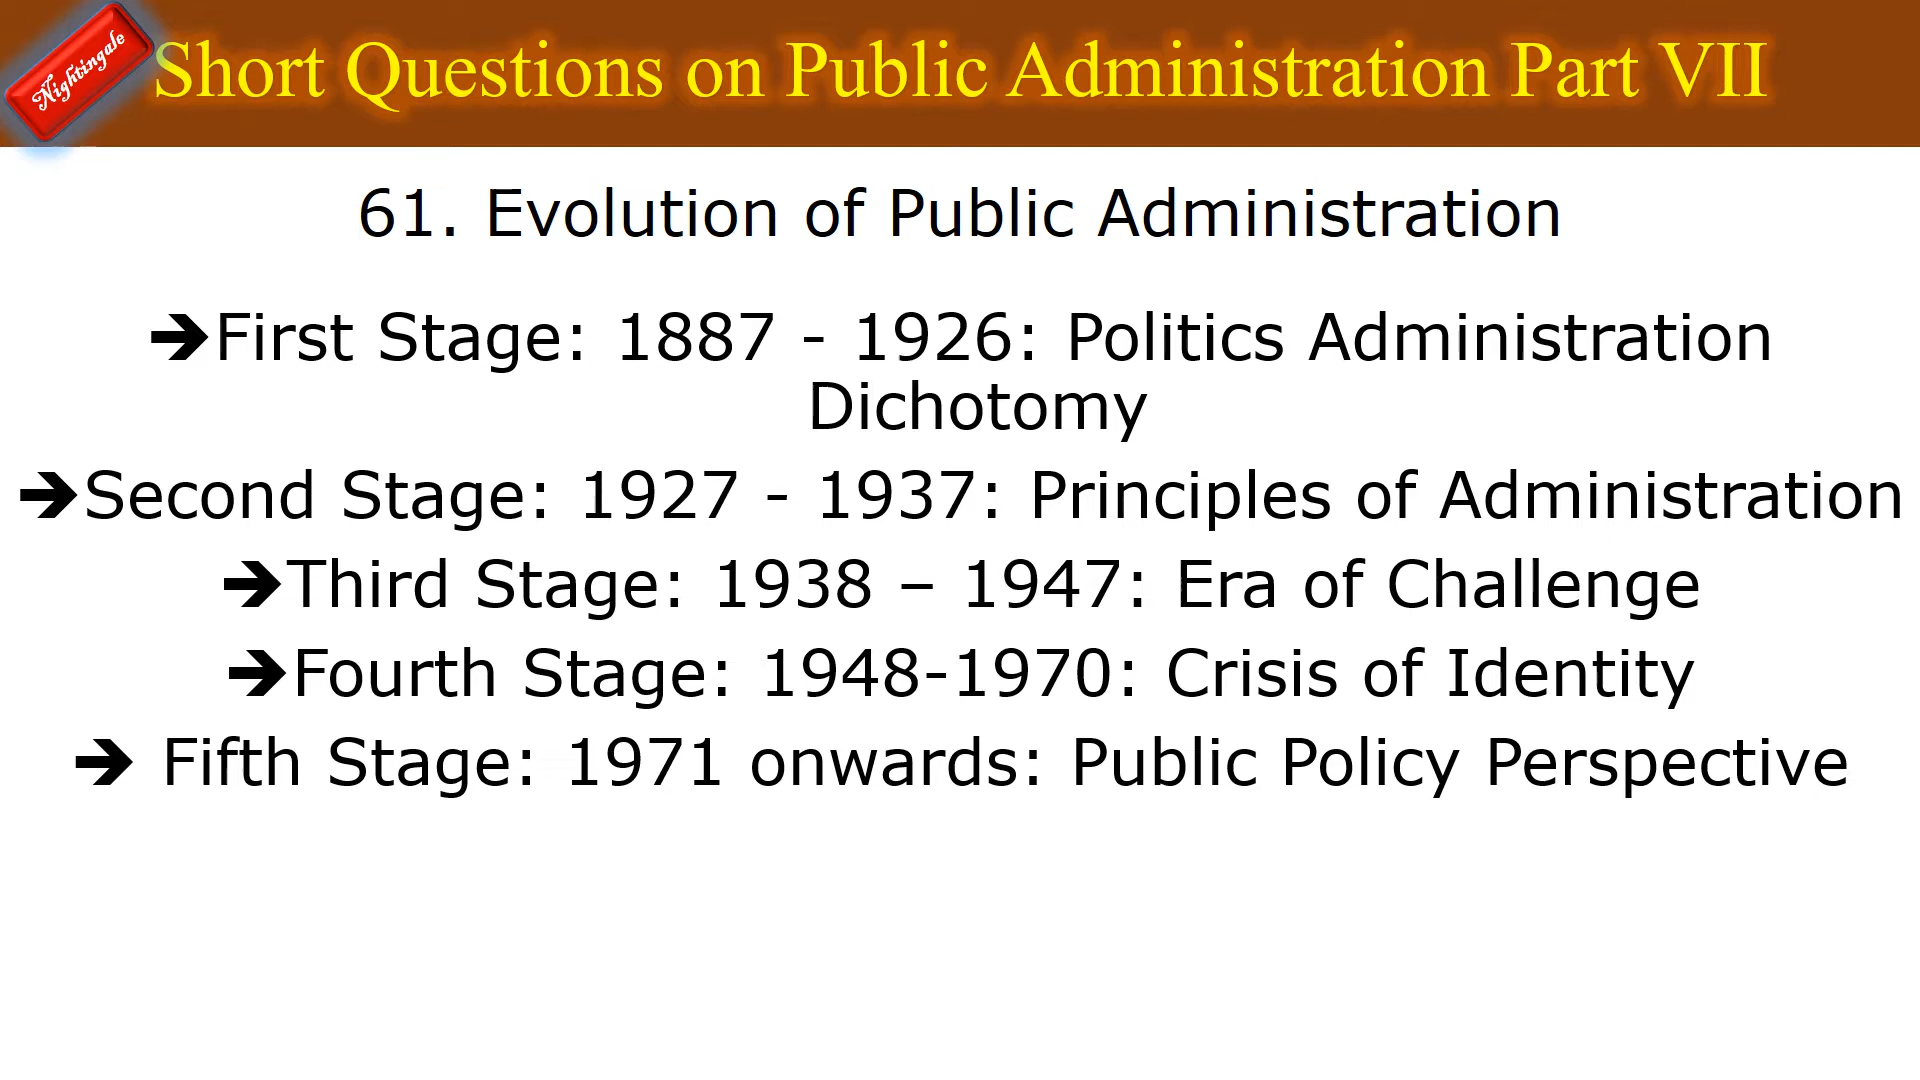 Nightingale
Short Questions on Public Administration Part VII
61. Evolution of Public Administration
➔First Stage: 1887 - 1926: Politics Administration
Dichotomy
➔Second Stage: 1927 - 1937: Principles of Administration
➔Third Stage: 1938 – 1947: Era of Challenge
➔Fourth Stage: 1948-1970: Crisis of Identity
➔ Fifth Stage: 1971 onwards: Public Policy Perspective